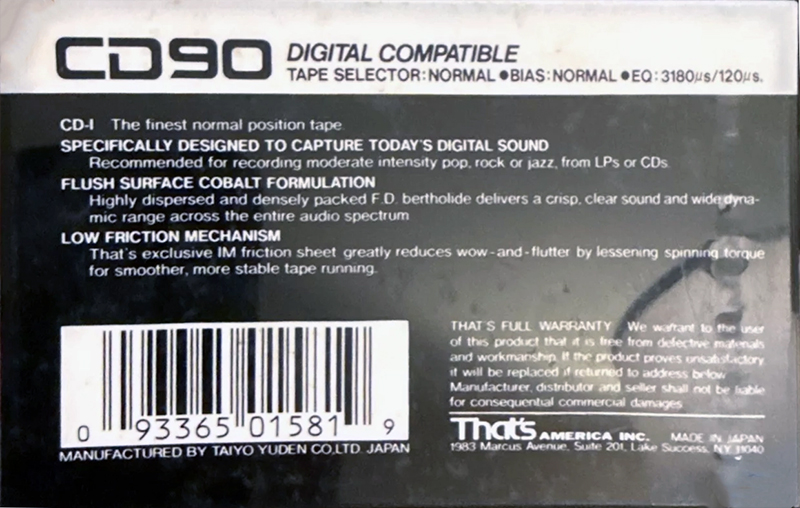 CD90 DIGITAL COMPATIBLE
TAPE SELECTOR:NORMAL ●BIAS:NORMAL ●EQ:3180µs/120µs.
CD-I The finest normal position tape.
SPECIFICALLY DESIGNED TO CAPTURE TODAY'S DIGITAL SOUND
Recommended for recording moderate intensity pop, rock or jazz, from LPs or CDs.
FLUSH SURFACE COBALT FORMULATION
Highly dispersed and densely packed F.D. bertholide delivers a crisp, clear sound and wide dyna-
mic range across the entire audio spectrum
LOW FRICTION MECHANISM
That's exclusive IM friction sheet greatly reduces wow-and-flutter by lessening spinning torque
for smoother, more stable tape running.
0 93365 01581 9
MANUFACTURED BY TAIYO YUDEN CO.LTD. JAPAN
THAT'S FULL WARRANTY We warrant to the user
of this product that it is free from defective materials
and workmanship. If the product proves unsatisfactory
it will be replaced if returned to address below.
Manufacturer, distributor and seller shall not be liable
for consequential commercial damages
That's AMERICA INC. MADE IN JAPAN
1983 Marcus Avenue, Suite 201, Lake Success, NY 11040